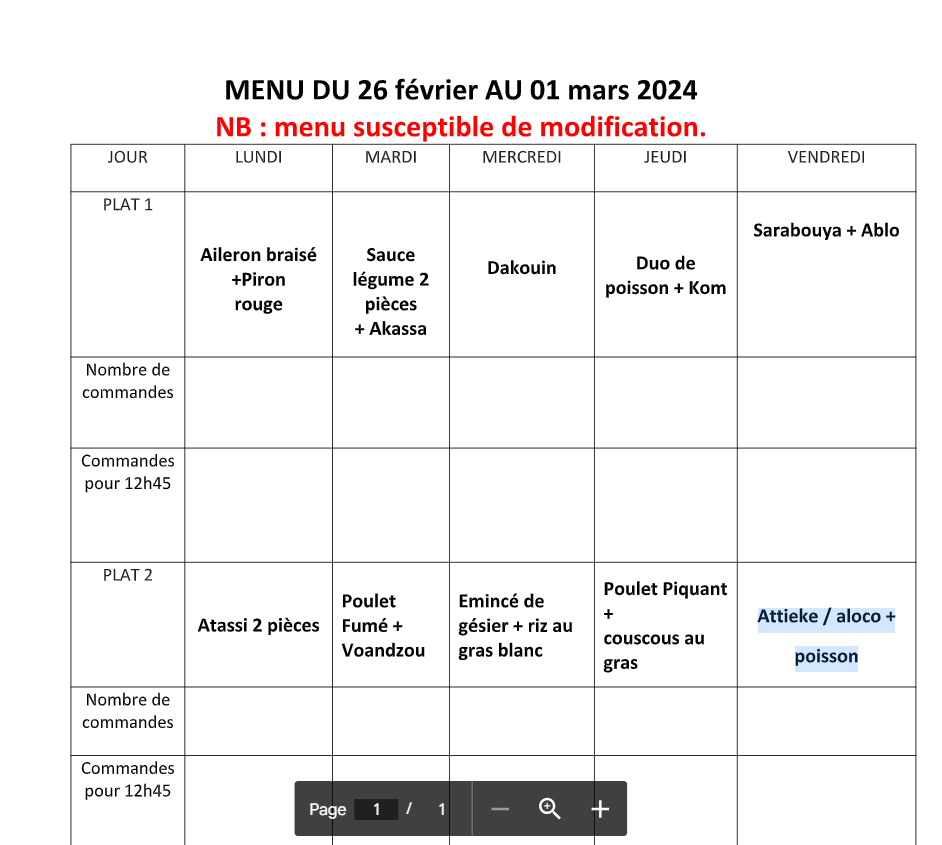 MENU DU 26 février AU 01 mars 2024
NB : menu susceptible de modification.
JOUR LUNDI MARDI MERCREDI JEUDI VENDREDI
PLAT 1
Aileron braisé
+Piron
rouge
Sauce
légume 2
pièces
+ Akassa
Dakouin
Duo de
poisson + Kom
Sarabouya + Ablo
Nombre de
commandes
Commandes
pour 12h45
PLAT 2
Atassi 2 pièces
Poulet
Fumé +
Voandzou
Emincé de
gésier + riz au
gras blanc
Poulet Piquant
+
couscous au
gras
Attieke / aloco +
poisson
Nombre de
commandes
Commandes
pour 12h45
Page 1 / 1